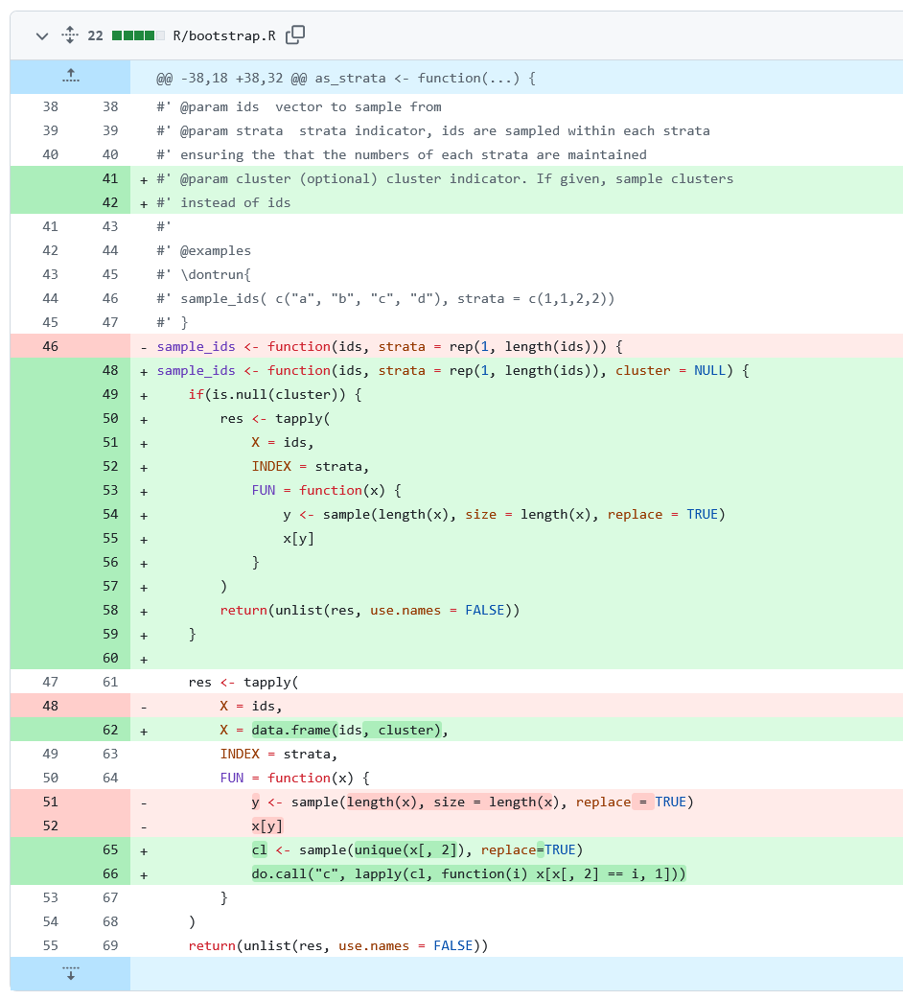 22 R/bootstrap.R
@@ -38,18 +38,32 @@ as_strata <- function(...) {
38 38 #' @param ids  vector to sample from
39 39 #' @param strata  strata indicator, ids are sampled within each strata
40 40 #' ensuring the that the numbers of each strata are maintained
41 + #' @param cluster (optional) cluster indicator. If given, sample clusters
42 + #' instead of ids
41 43 #'
42 44 #' @examples
43 45 #' \dontrun{
44 46 #' sample_ids( c("a", "b", "c", "d"), strata = c(1,1,2,2))
45 47 #' }
46 - sample_ids <- function(ids, strata = rep(1, length(ids))) {
48 + sample_ids <- function(ids, strata = rep(1, length(ids)), cluster = NULL) {
49 +     if(is.null(cluster)) {
50 +         res <- tapply(
51 +             X = ids,
52 +             INDEX = strata,
53 +             FUN = function(x) {
54 +                 y <- sample(length(x), size = length(x), replace = TRUE)
55 +                 x[y]
56 +             }
57 +         )
58 +         return(unlist(res, use.names = FALSE))
59 +     }
60 +
47 61     res <- tapply(
48 -         X = ids,
62 +         X = data.frame(ids, cluster),
49 63         INDEX = strata,
50 64         FUN = function(x) {
51 -             y <- sample(length(x), size = length(x), replace = TRUE)
52 -             x[y]
65 +             cl <- sample(unique(x[, 2]), replace=TRUE)
66 +             do.call("c", lapply(cl, function(i) x[x[, 2] == i, 1]))
53 67         }
54 68     )
55 69     return(unlist(res, use.names = FALSE))